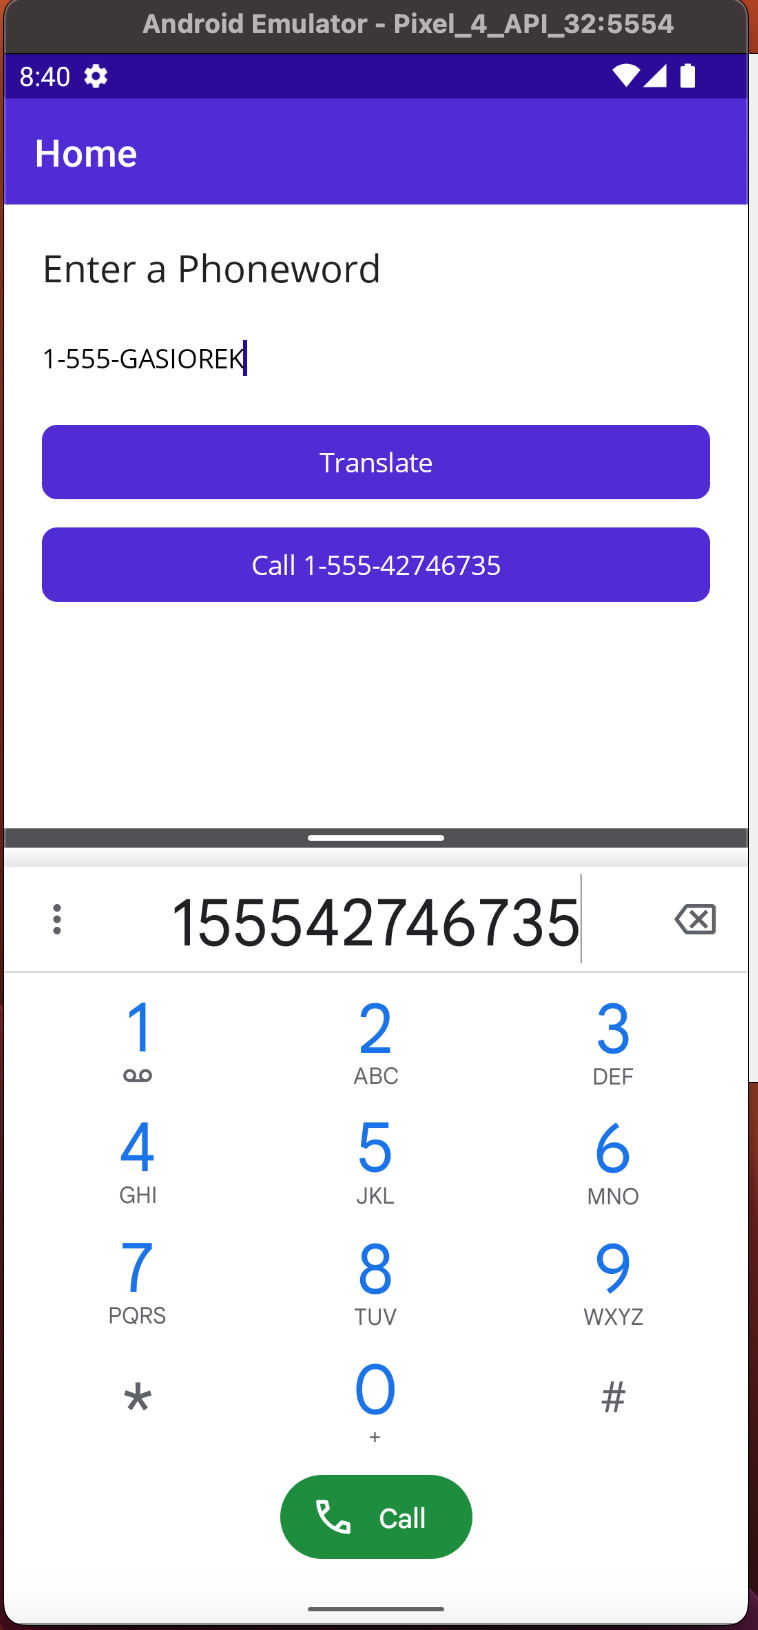 Android Emulator - Pixel_4_API_32:5554
8:40
Home
Enter a Phoneword
1-555-GASIOREK
Translate
Call 1-555-42746735
155542746735
1 2 3
ABC DEF
4 5 6
GHI JKL MNO
7 8 9
PQRS TUV WXYZ
* 0 #
+
Call